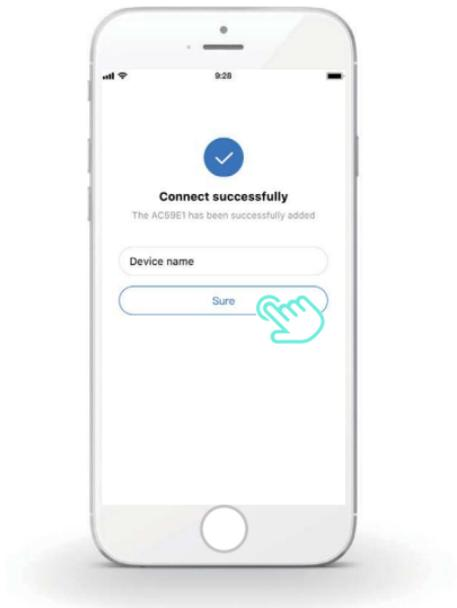 9:28
Connect successfully
The AC59E1 has been successfully added
Device name
Sure